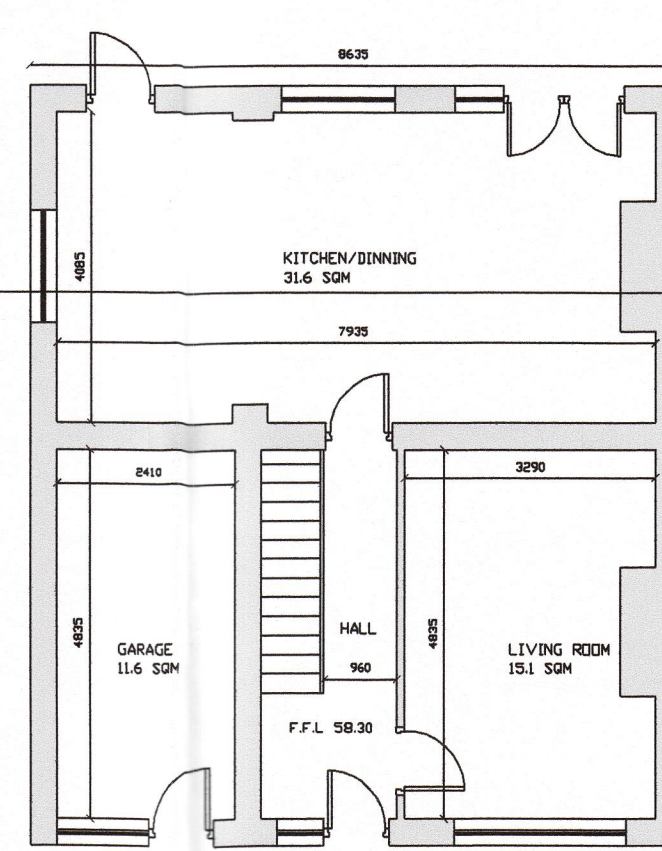 8635
4085
KITCHEN/DINNING
31.6 SQM
7935
2410
3290
4835
GARAGE
11.6 SQM
HALL
960
F.F.L 58.30
4835
LIVING ROOM
15.1 SQM